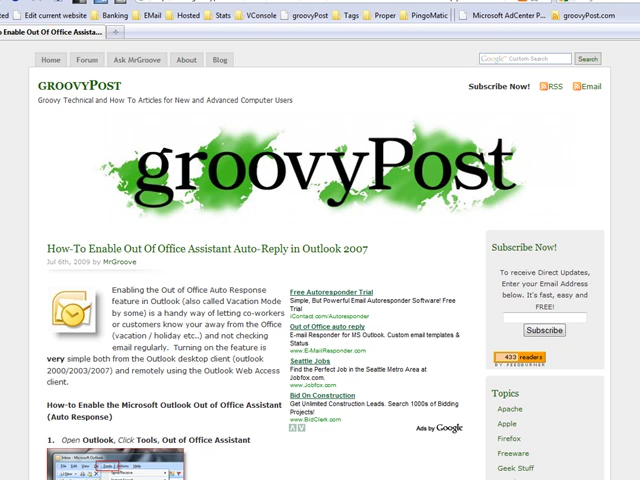 Edit current website
Banking
EMail
Hosted
Stats
VConsole
groovyPost
Tags
Proper
PingoMatic
Microsoft AdCenter P...
groovyPost.com
o Enable Out Of Office Assista...
Home
Forum
Ask MrGroove
About
Blog
Google™ Custom Search
Search
GROOVYPOST
Groovy Technical and How To Articles for New and Advanced Computer Users
Subscribe Now!
RSS
Email
groovyPost
How-To Enable Out Of Office Assistant Auto-Reply in Outlook 2007
Jul 6th, 2009 by MrGroove
Enabling the Out of Office Auto Response
feature in Outlook (also called Vacation Mode
by some) is a handy way of letting co-workers
or customers know your away from the Office
(vacation / holiday etc..) and not checking
email regularly.  Turning on the feature is
very simple both from the Outlook desktop client (outlook
2000/2003/2007) and remotely using the Outlook Web Access
client.
Free Autoresponder Trial
Simple, But Powerful Email Autoresponder Software! Free
Trial
iContact.com/Autoresponder
Out of Office auto reply
E-mail Responder for MS Outlook. Custom email templates &
Status
www.E-MailResponder.com
Seattle Jobs
Find the Perfect Job in the Seattle Metro Area at
Jobfox.com.
www.Jobfox.com
Bid On Construction
Get Unlimited Construction Leads. Search 1000s of Bidding
Projects!
www.BidClerk.com
Ads by Google
How-to Enable the Microsoft Outlook Out of Office Assistant
(Auto Response)
1. Open Outlook, Click Tools, Out of Office Assistant
Inbox - Microsoft Outlook
File Edit View Go Tools Actions Help
Subscribe Now!
To receive Direct Updates,
Enter your Email Address
below. It's fast, easy and
FREE!
Subscribe
433 readers
BY FEEDBURNER
Topics
Apache
Apple
Firefox
Freeware
Geek Stuff